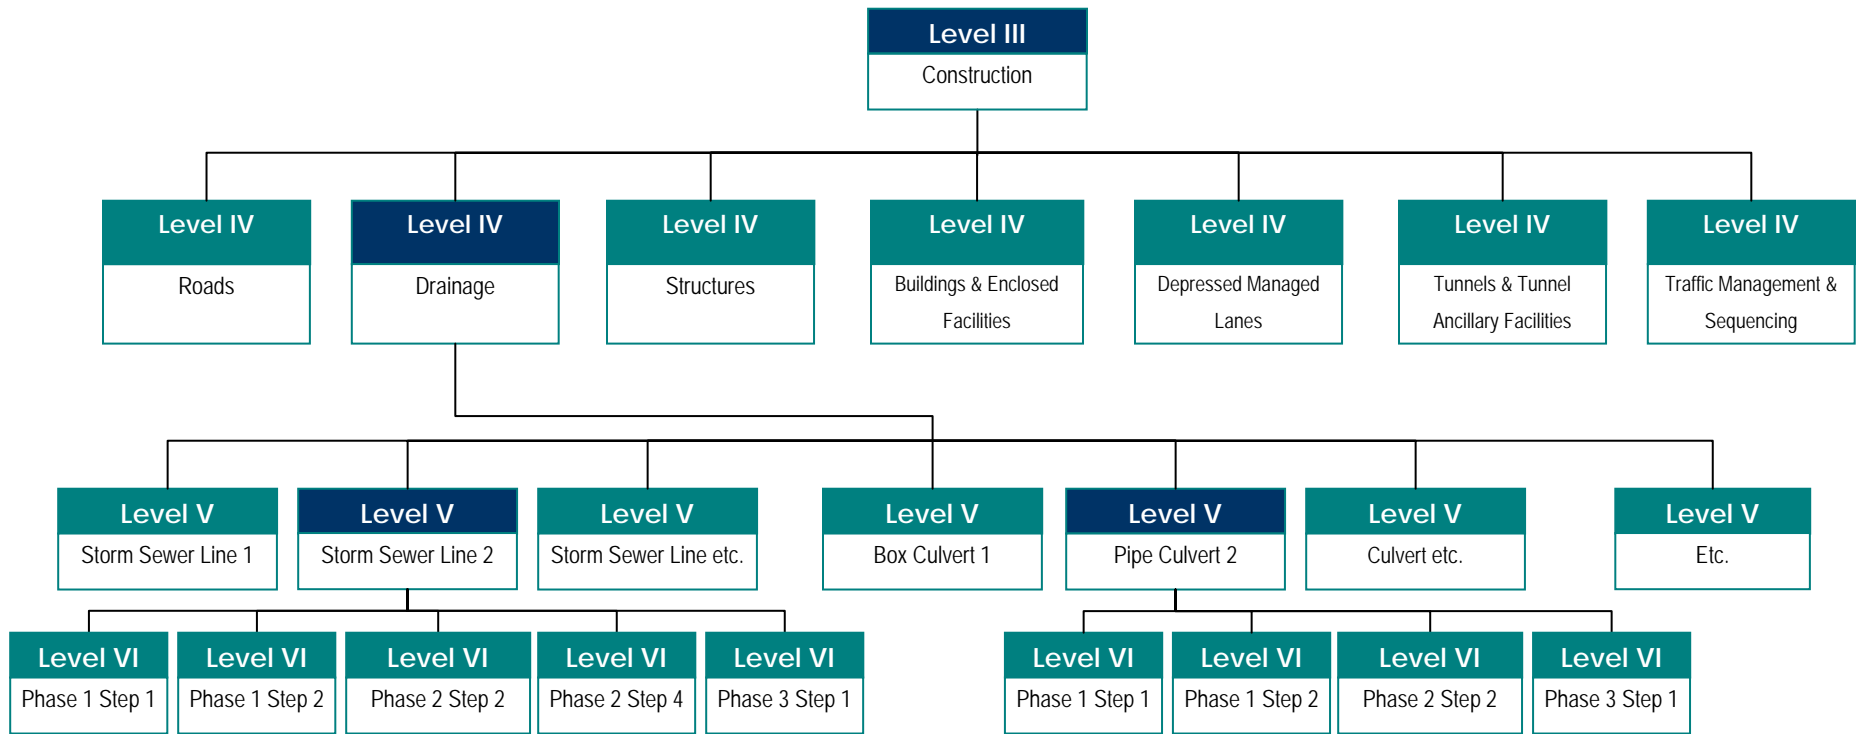 Level III
Construction
Level IV
Roads
Level IV
Drainage
Level IV
Structures
Level IV
Buildings & Enclosed
Facilities
Level IV
Depressed Managed
Lanes
Level IV
Tunnels & Tunnel
Ancillary Facilities
Level IV
Traffic Management &
Sequencing
Level V
Storm Sewer Line 1
Level V
Storm Sewer Line 2
Level V
Storm Sewer Line etc.
Level V
Box Culvert 1
Level V
Pipe Culvert 2
Level V
Culvert etc.
Level V
Etc.
Level VI
Phase 1 Step 1
Level VI
Phase 1 Step 2
Level VI
Phase 2 Step 2
Level VI
Phase 2 Step 4
Level VI
Phase 3 Step 1
Level VI
Phase 1 Step 1
Level VI
Phase 1 Step 2
Level VI
Phase 2 Step 2
Level VI
Phase 3 Step 1